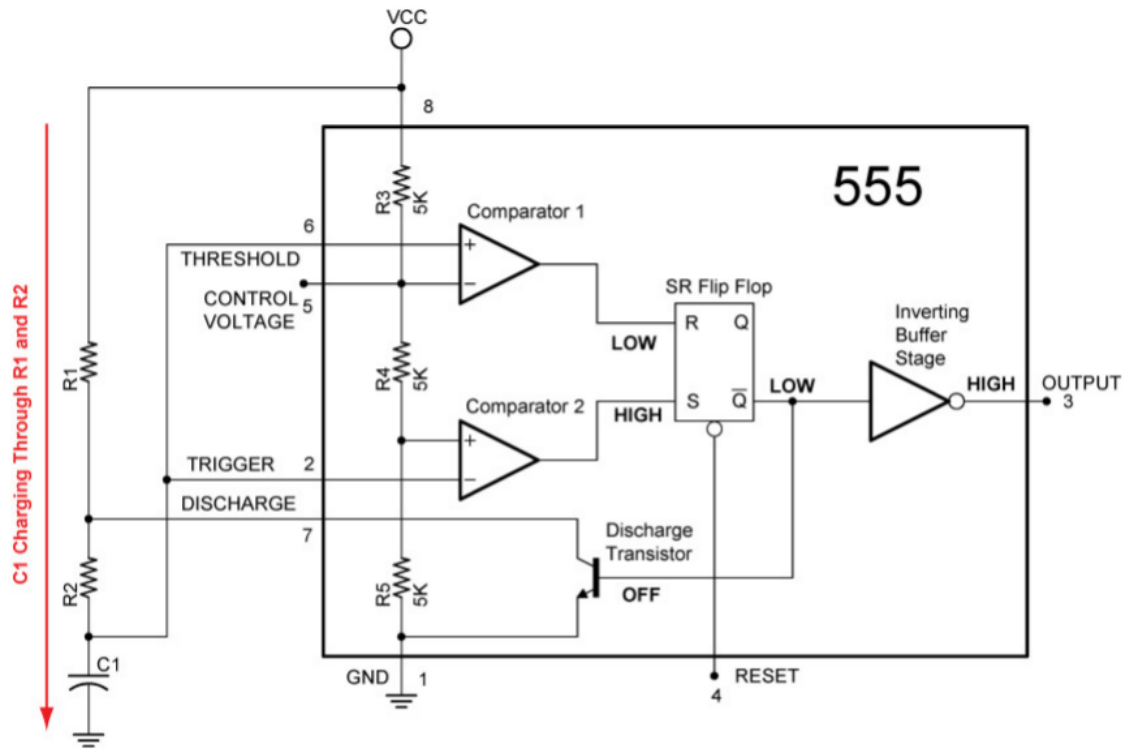 VCC
8
555
R3
5K
Comparator 1
6
THRESHOLD
+
−
CONTROL
5
VOLTAGE
SR Flip Flop
R
Q
LOW
Inverting
Buffer
Stage
C1 Charging Through R1 and R2
R1
R4
5K
Comparator 2
HIGH
S
Q
LOW
HIGH
OUTPUT
3
+
−
TRIGGER
2
DISCHARGE
7
Discharge
Transistor
R2
R5
5K
OFF
C1
GND
1
RESET
4